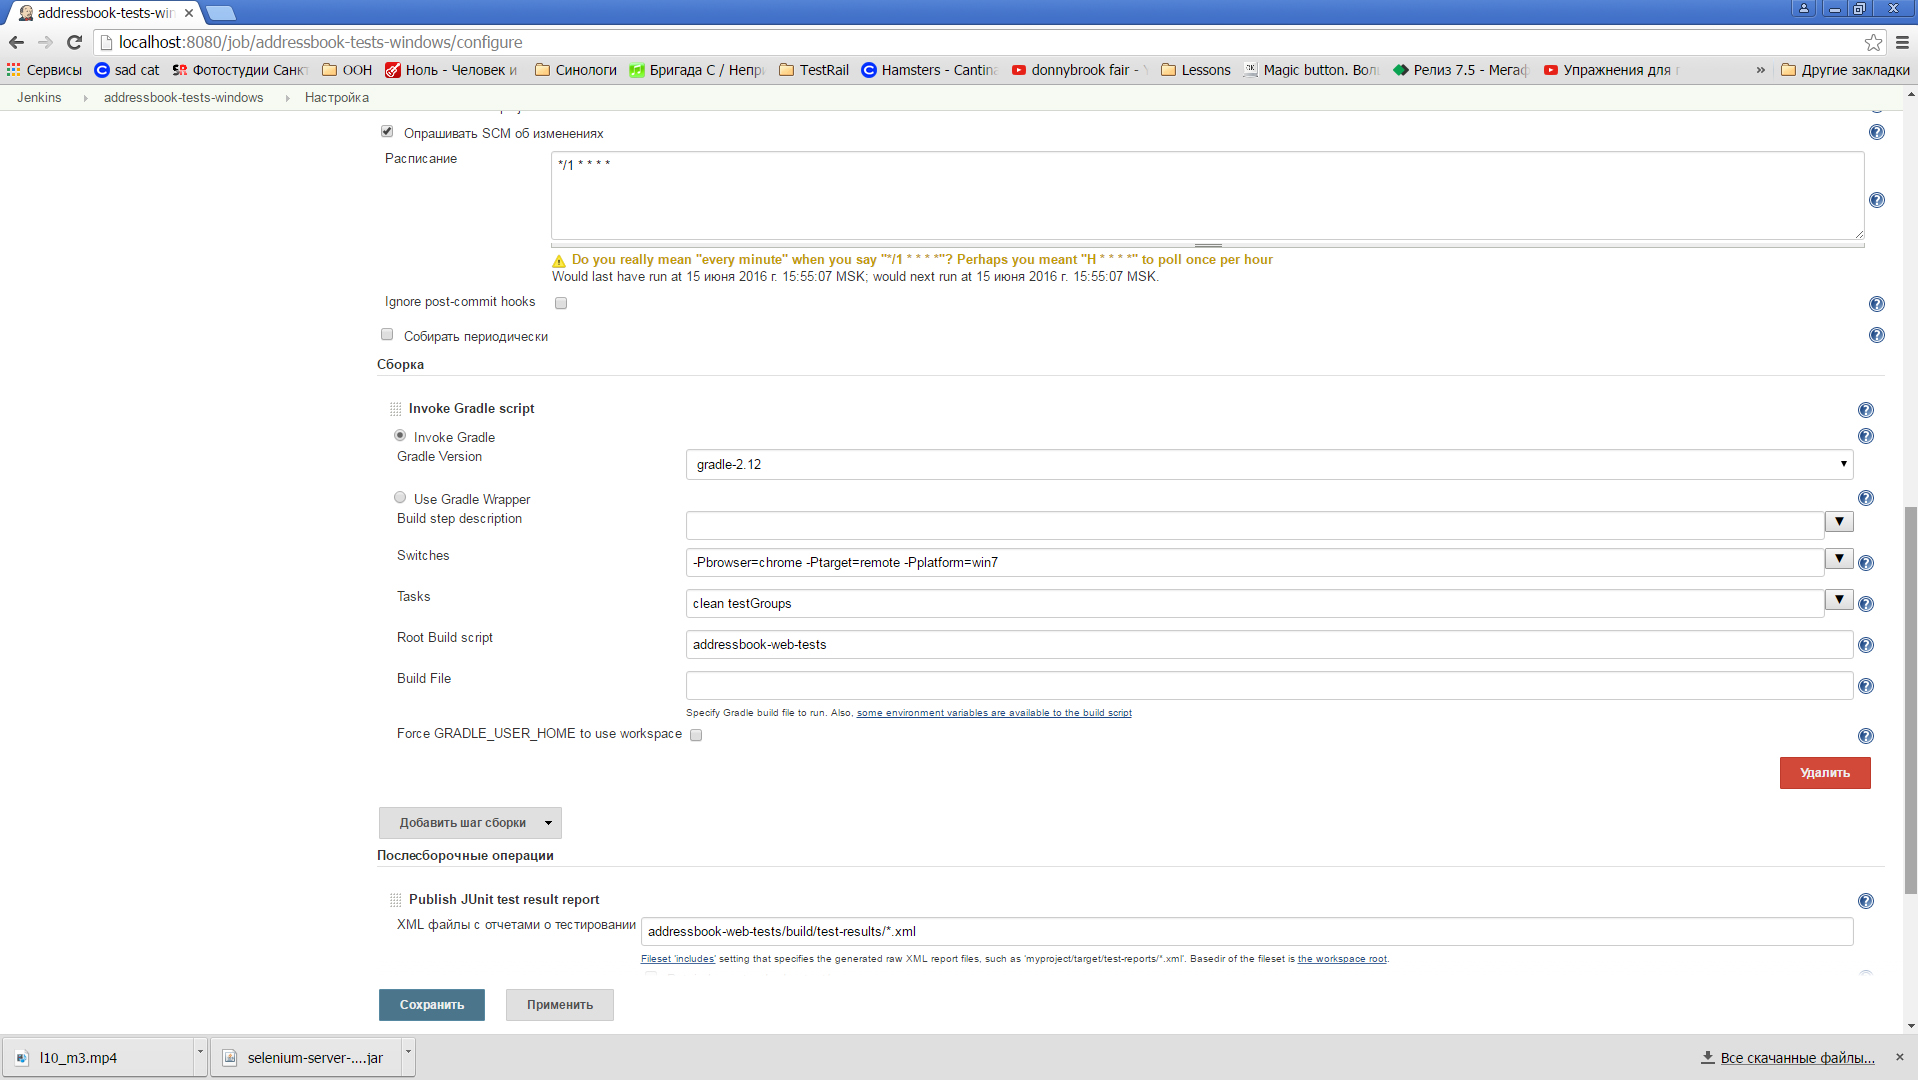 addressbook-tests-win
localhost:8080/job/addressbook-tests-windows/configure
Сервисы sad cat Фотостудии Санкт ООН Ноль - Человек и Синологи Бригада С / Непри TestRail Hamsters - Cantina donnybrook fair - Y Lessons Magic button. Вол Релиз 7.5 - Мегаф Упражнения для г » Другие закладки
Jenkins addressbook-tests-windows Настройка
Опрашивать SCM об изменениях
Расписание
*/1 * * * *
Do you really mean "every minute" when you say "*/1 * * * *"? Perhaps you meant "H * * * *" to poll once per hour
Would last have run at 15 июня 2016 г. 15:55:07 MSK; would next run at 15 июня 2016 г. 15:55:07 MSK.
Ignore post-commit hooks
Собирать периодически
Сборка
Invoke Gradle script
Invoke Gradle
Gradle Version
gradle-2.12
Use Gradle Wrapper
Build step description
Switches
-Pbrowser=chrome -Ptarget=remote -Pplatform=win7
Tasks
clean testGroups
Root Build script
addressbook-web-tests
Build File
Specify Gradle build file to run. Also, some environment variables are available to the build script
Force GRADLE_USER_HOME to use workspace
Удалить
Добавить шаг сборки
Послесборочные операции
Publish JUnit test result report
XML файлы с отчетами о тестировании
addressbook-web-tests/build/test-results/*.xml
Fileset 'includes' setting that specifies the generated raw XML report files, such as 'myproject/target/test-reports/*.xml'. Basedir of the fileset is the workspace root.
Сохранить
Применить
l10_m3.mp4
selenium-server-....jar
Все скачанные файлы...